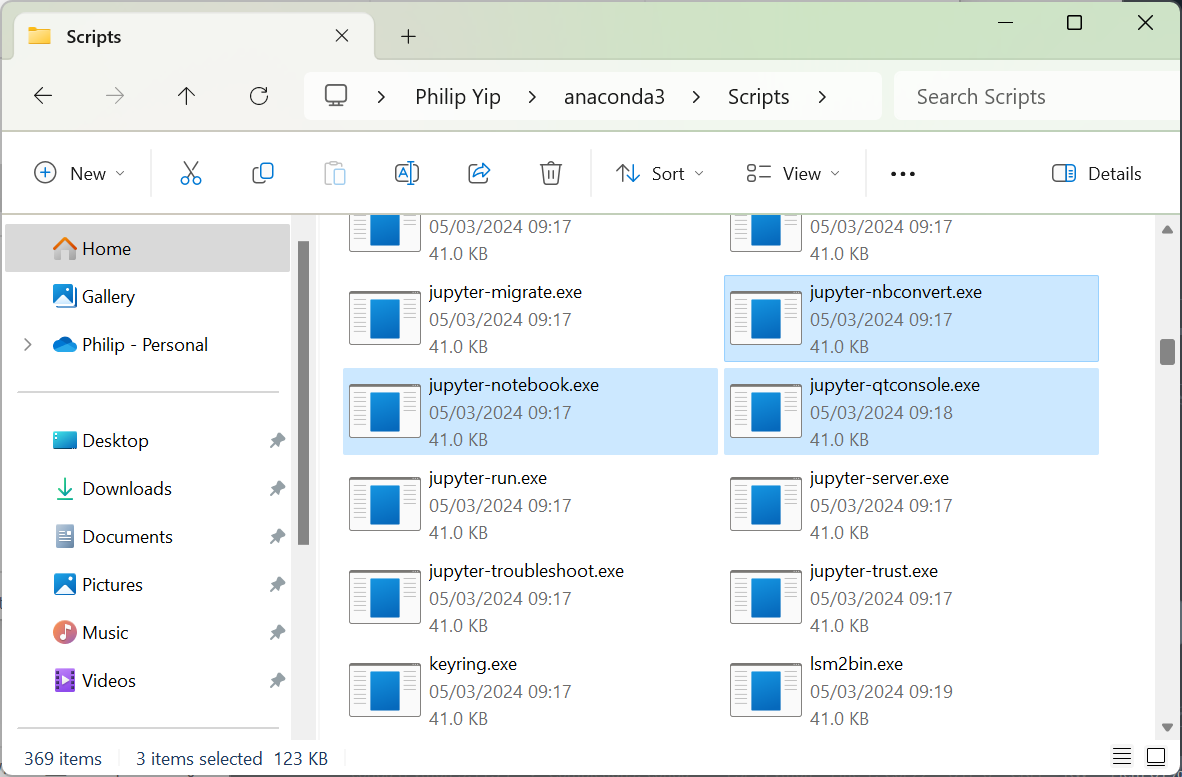 Scripts
Philip Yip
anaconda3
Scripts
Search Scripts
New
Sort
View
Details
Home
Gallery
Philip - Personal
Desktop
Downloads
Documents
Pictures
Music
Videos
05/03/2024 09:17
41.0 KB
05/03/2024 09:17
41.0 KB
jupyter-migrate.exe
05/03/2024 09:17
41.0 KB
jupyter-nbconvert.exe
05/03/2024 09:17
41.0 KB
jupyter-notebook.exe
05/03/2024 09:17
41.0 KB
jupyter-qtconsole.exe
05/03/2024 09:18
41.0 KB
jupyter-run.exe
05/03/2024 09:17
41.0 KB
jupyter-server.exe
05/03/2024 09:17
41.0 KB
jupyter-troubleshoot.exe
05/03/2024 09:17
41.0 KB
jupyter-trust.exe
05/03/2024 09:17
41.0 KB
keyring.exe
05/03/2024 09:17
41.0 KB
lsm2bin.exe
05/03/2024 09:19
41.0 KB
369 items
3 items selected 123 KB